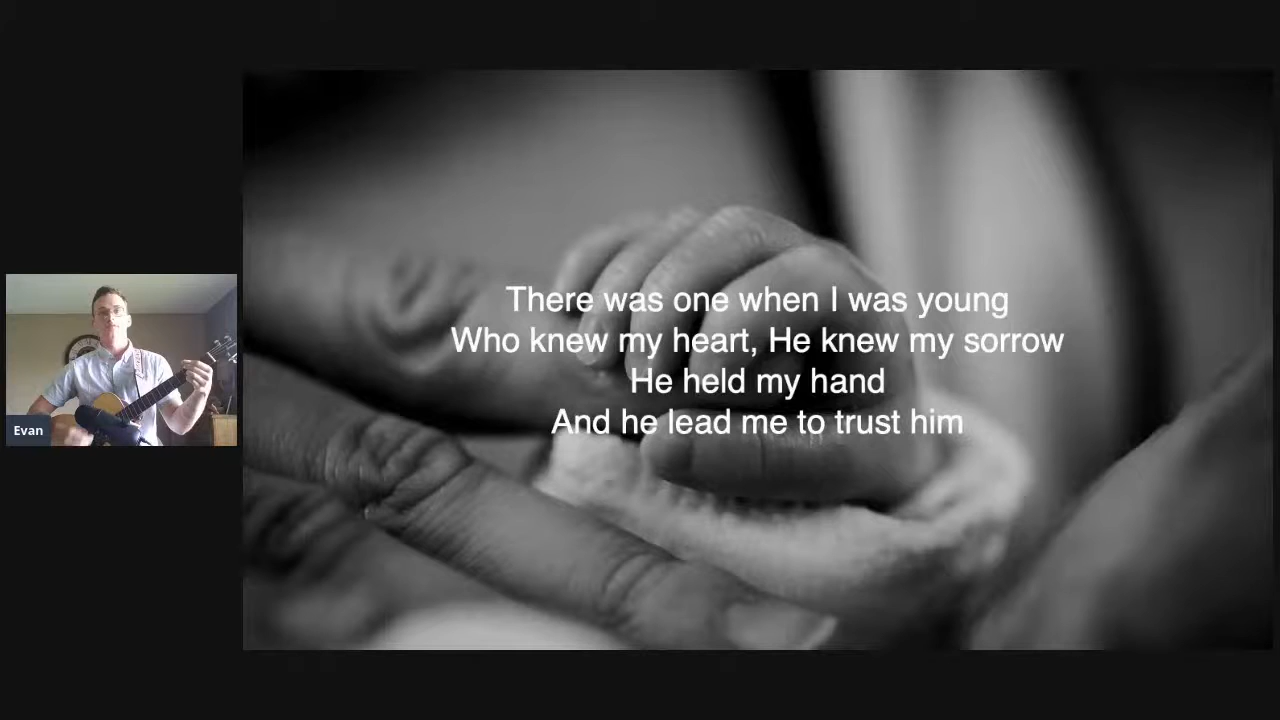 There was one when I was young
Who knew my heart, He knew my sorrow
He held my hand
And he lead me to trust him
Evan